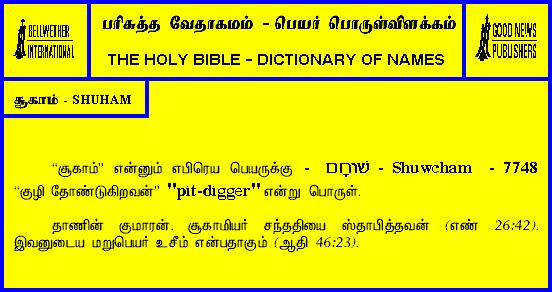 BELLWETHER
INTERNATIONAL
பரிசுத்த வேதாகமம் - பெயர் பொருள்விளக்கம்
THE HOLY BIBLE - DICTIONARY OF NAMES
GOOD NEWS
PUBLISHERS
சூகாம் - SHUHAM
“சூகாம்” என்னும் எபிரெய பெயருக்கு - שׁוּחָם - Shuwcham - 7748
“குழி தோண்டுகிறவன்” "pit-digger" என்று பொருள்.
தாணின் குமாரன். சூகாமியர் சந்ததியை ஸ்தாபித்தவன் (எண் 26:42).
இவனுடைய மறுபெயர் உசீம் என்பதாகும் (ஆதி 46:23).